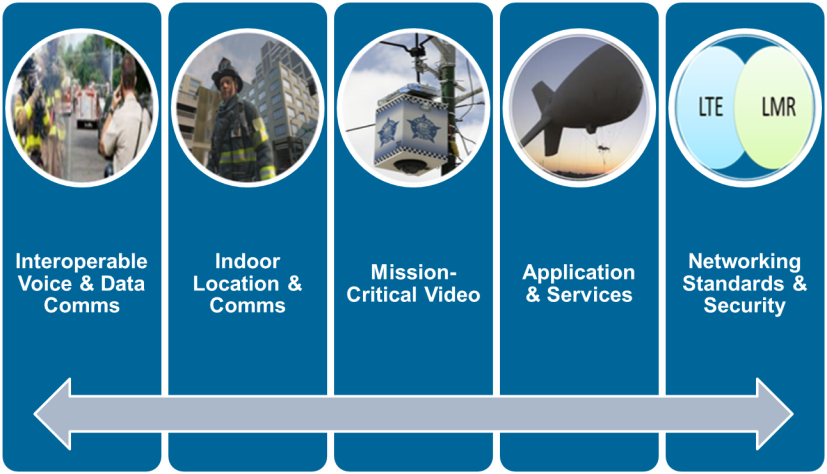 LTE
LMR
Interoperable
Voice & Data
Comms
Indoor
Location &
Comms
Mission-
Critical Video
Application
& Services
Networking
Standards &
Security